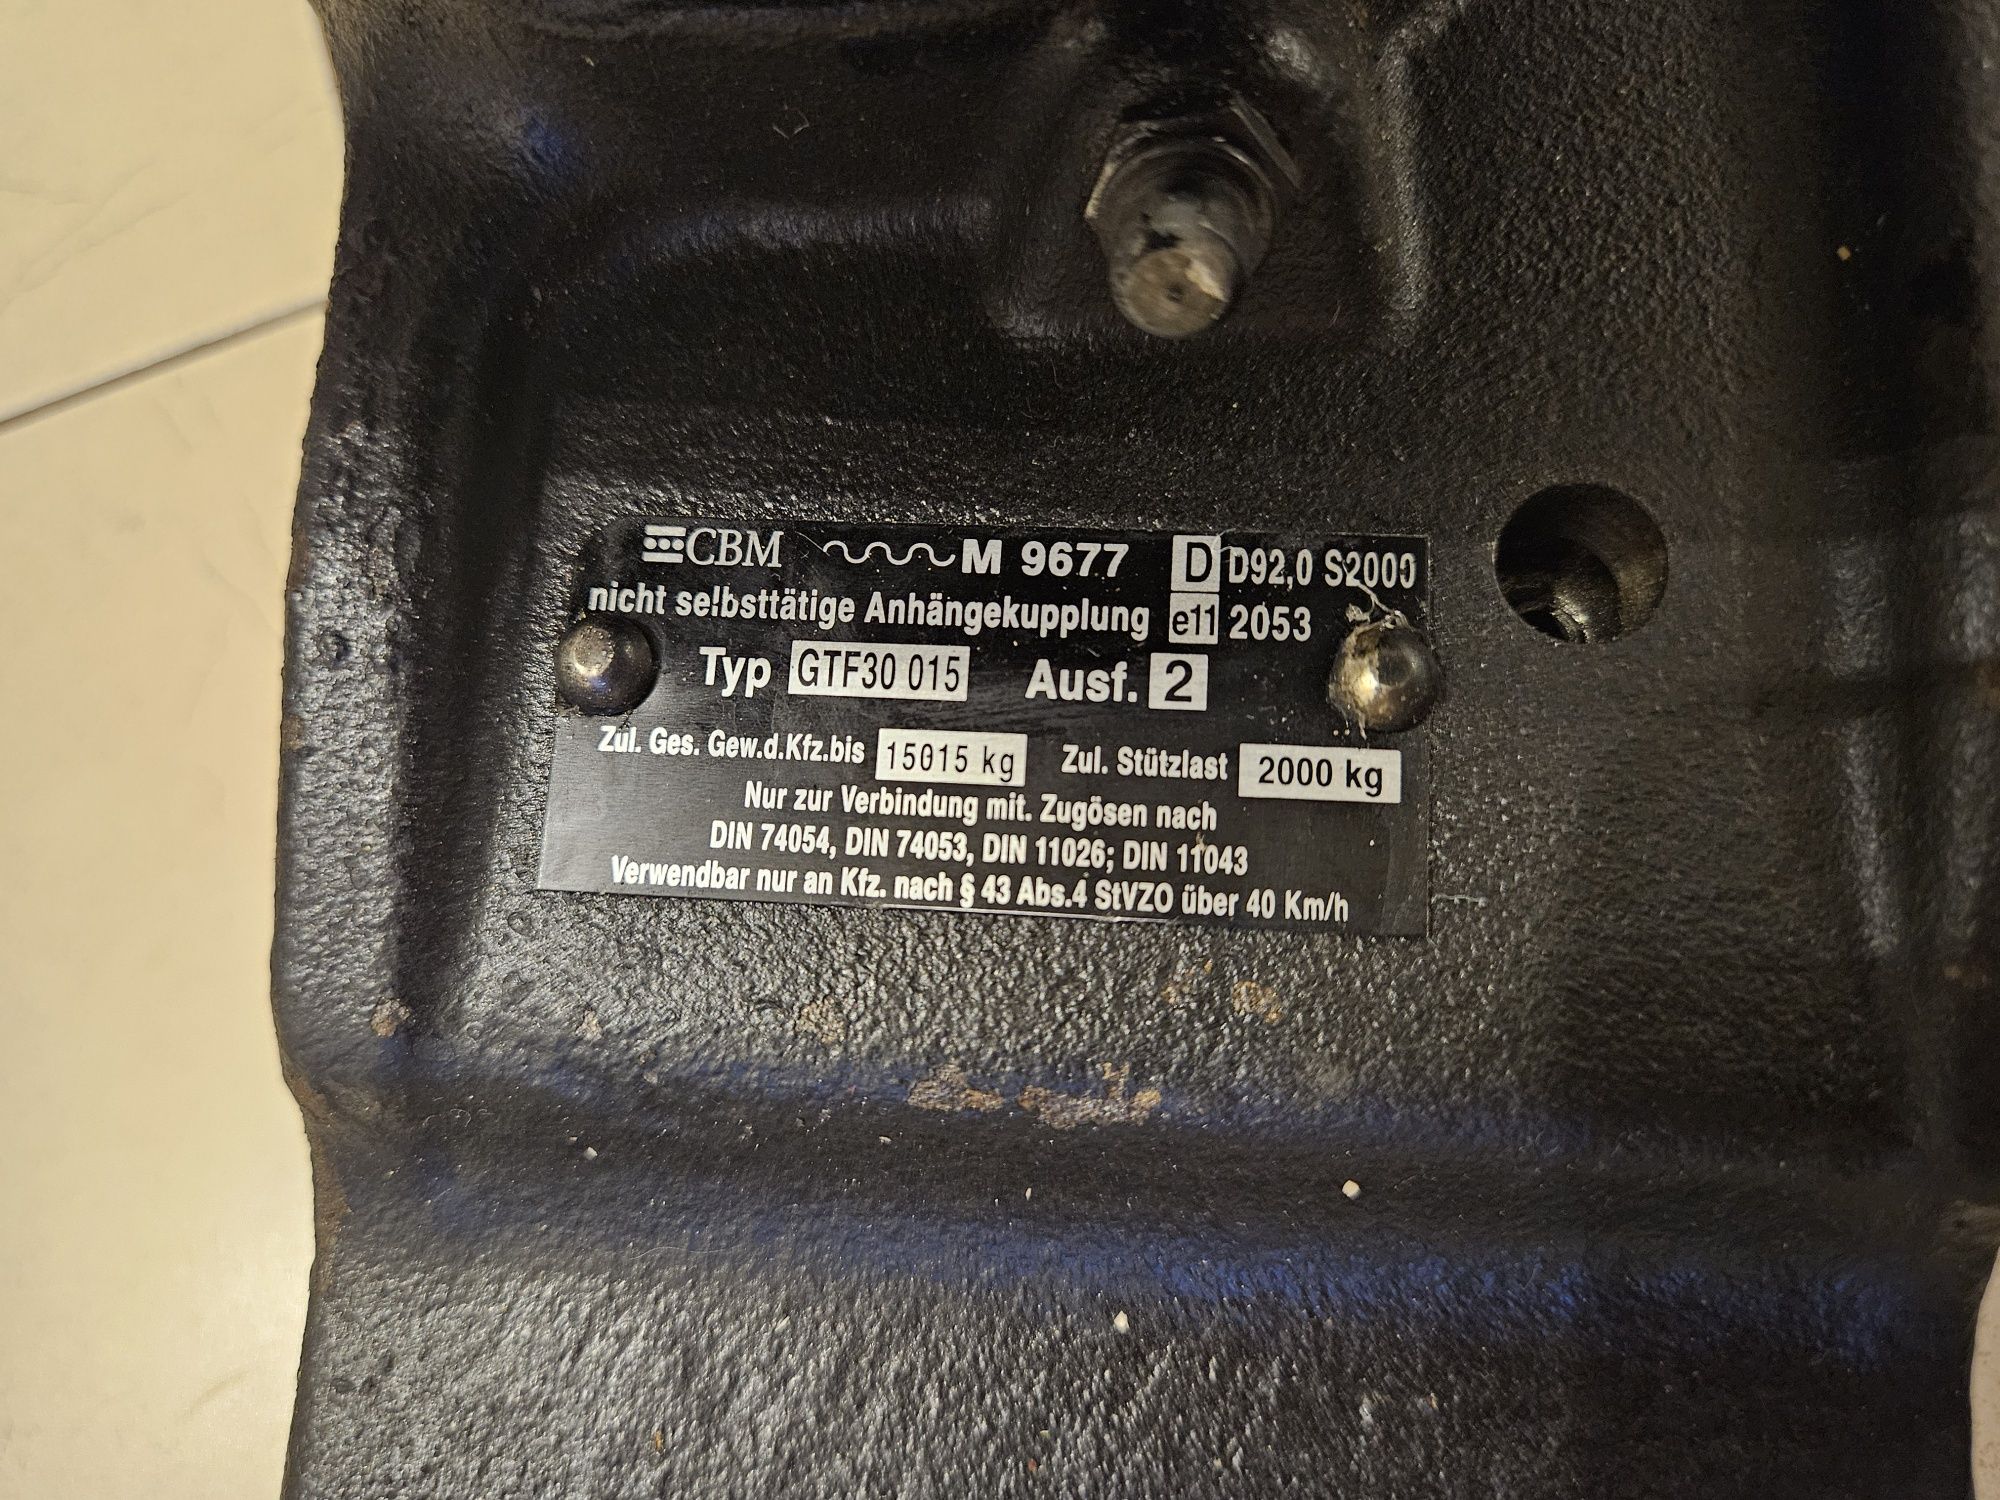 CBM M 9677 D D92,0 S2000
nicht selbsttätige Anhängekupplung e11 2053
Typ GTF30 015 Ausf. 2
Zul. Ges. Gew.d.Kfz.bis 15015 kg Zul. Stützlast 2000 kg
Nur zur Verbindung mit. Zugösen nach
DIN 74054, DIN 74053, DIN 11026; DIN 11043
Verwendbar nur an Kfz. nach § 43 Abs.4 StVZO über 40 Km/h